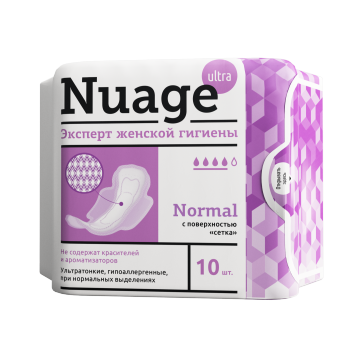 ultra
Nuage
Эксперт женской гигиены
Normal
с поверхностью
«сетка»
Не содержат красителей
и ароматизаторов
Ультратонкие, гипоаллергенные,
при нормальных выделениях
10 шт.